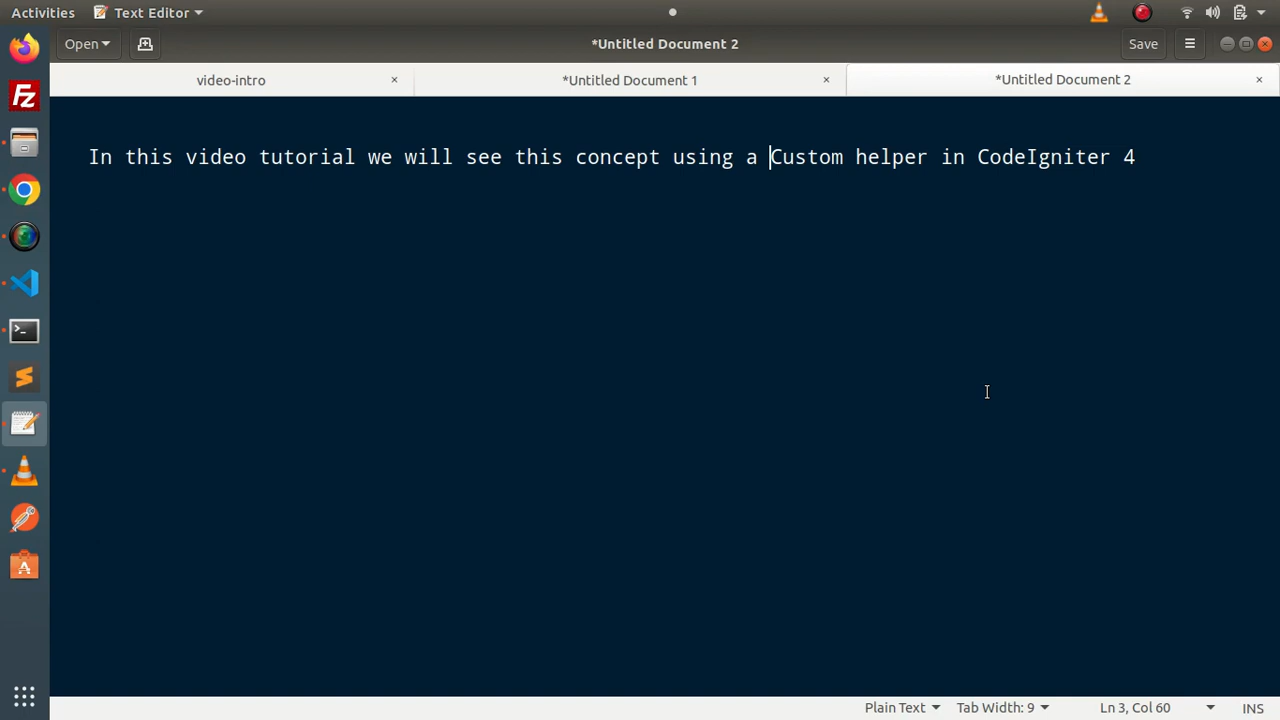 Activities Text Editor
Open *Untitled Document 2 Save
video-intro × *Untitled Document 1 × *Untitled Document 2 ×
In this video tutorial we will see this concept using a Custom helper in CodeIgniter 4
Plain Text Tab Width: 9 Ln 3, Col 60 INS